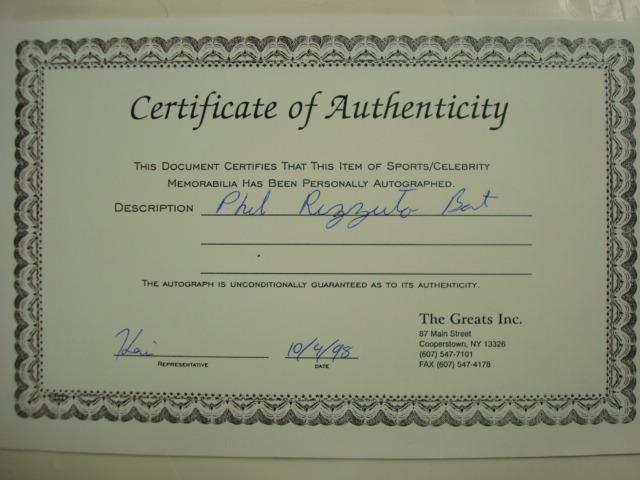 Certificate of Authenticity
THIS DOCUMENT CERTIFIES THAT THIS ITEM OF SPORTS/CELEBRITY
MEMORABILIA HAS BEEN PERSONALLY AUTOGRAPHED.
DESCRIPTION Phil Rizzuto Bat
THE AUTOGRAPH IS UNCONDITIONALLY GUARANTEED AS TO ITS AUTHENTICITY.
The Greats Inc.
87 Main Street
Cooperstown, NY 13326
(607) 547-7101
FAX (607) 547-4178
10/4/98
REPRESENTATIVE DATE